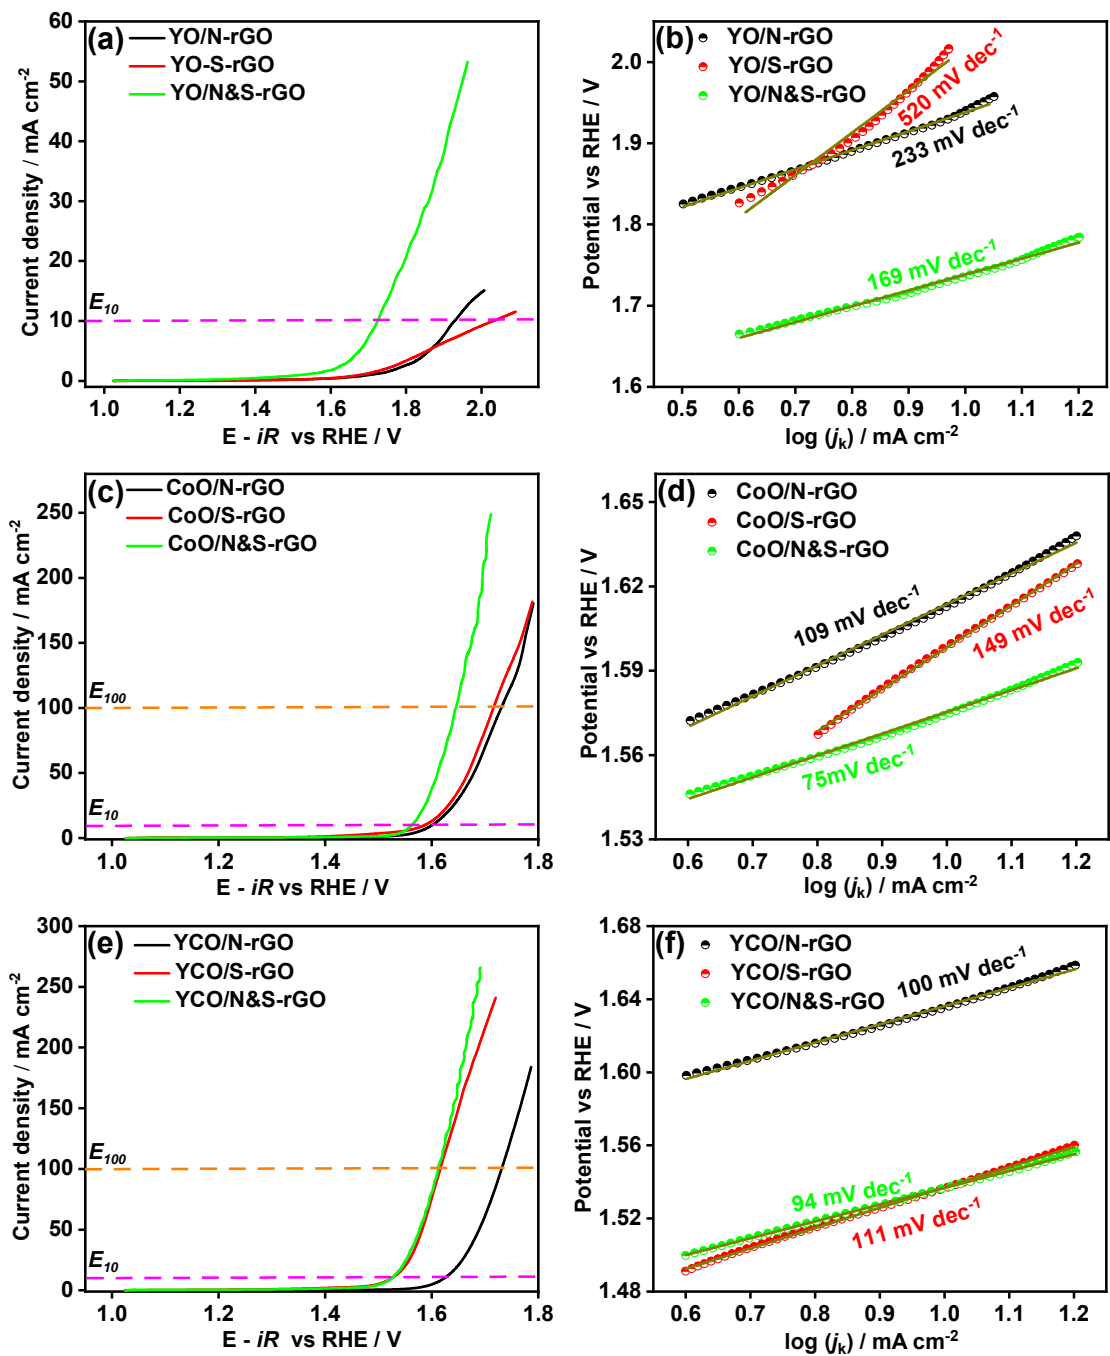 (a)
YO/N-rGO
YO-S-rGO
YO/N&S-rGO
E10
Current density / mA cm-2
60
50
40
30
20
10
0
1.0 1.2 1.4 1.6 1.8 2.0
E - iR vs RHE / V
(b)
YO/N-rGO
YO/S-rGO
YO/N&S-rGO
520 mV dec-1
233 mV dec-1
169 mV dec-1
Potential vs RHE / V
2.0
1.9
1.8
1.7
1.6
0.5 0.6 0.7 0.8 0.9 1.0 1.1 1.2
log (jk) / mA cm-2
(c)
CoO/N-rGO
CoO/S-rGO
CoO/N&S-rGO
E100
E10
Current density / mA cm-2
250
200
150
100
50
0
1.0 1.2 1.4 1.6 1.8
E - iR vs RHE / V
(d)
CoO/N-rGO
CoO/S-rGO
CoO/N&S-rGO
109 mV dec-1
149 mV dec-1
75mV dec-1
Potential vs RHE / V
1.65
1.62
1.59
1.56
1.53
0.6 0.7 0.8 0.9 1.0 1.1 1.2
log (jk) / mA cm-2
(e)
YCO/N-rGO
YCO/S-rGO
YCO/N&S-rGO
E100
E10
Current density / mA cm-2
300
250
200
150
100
50
0
1.0 1.2 1.4 1.6 1.8
E - iR vs RHE / V
(f)
YCO/N-rGO
YCO/S-rGO
YCO/N&S-rGO
100 mV dec-1
94 mV dec-1
111 mV dec-1
Potential vs RHE / V
1.68
1.64
1.60
1.56
1.52
1.48
0.6 0.7 0.8 0.9 1.0 1.1 1.2
log (jk) / mA cm-2